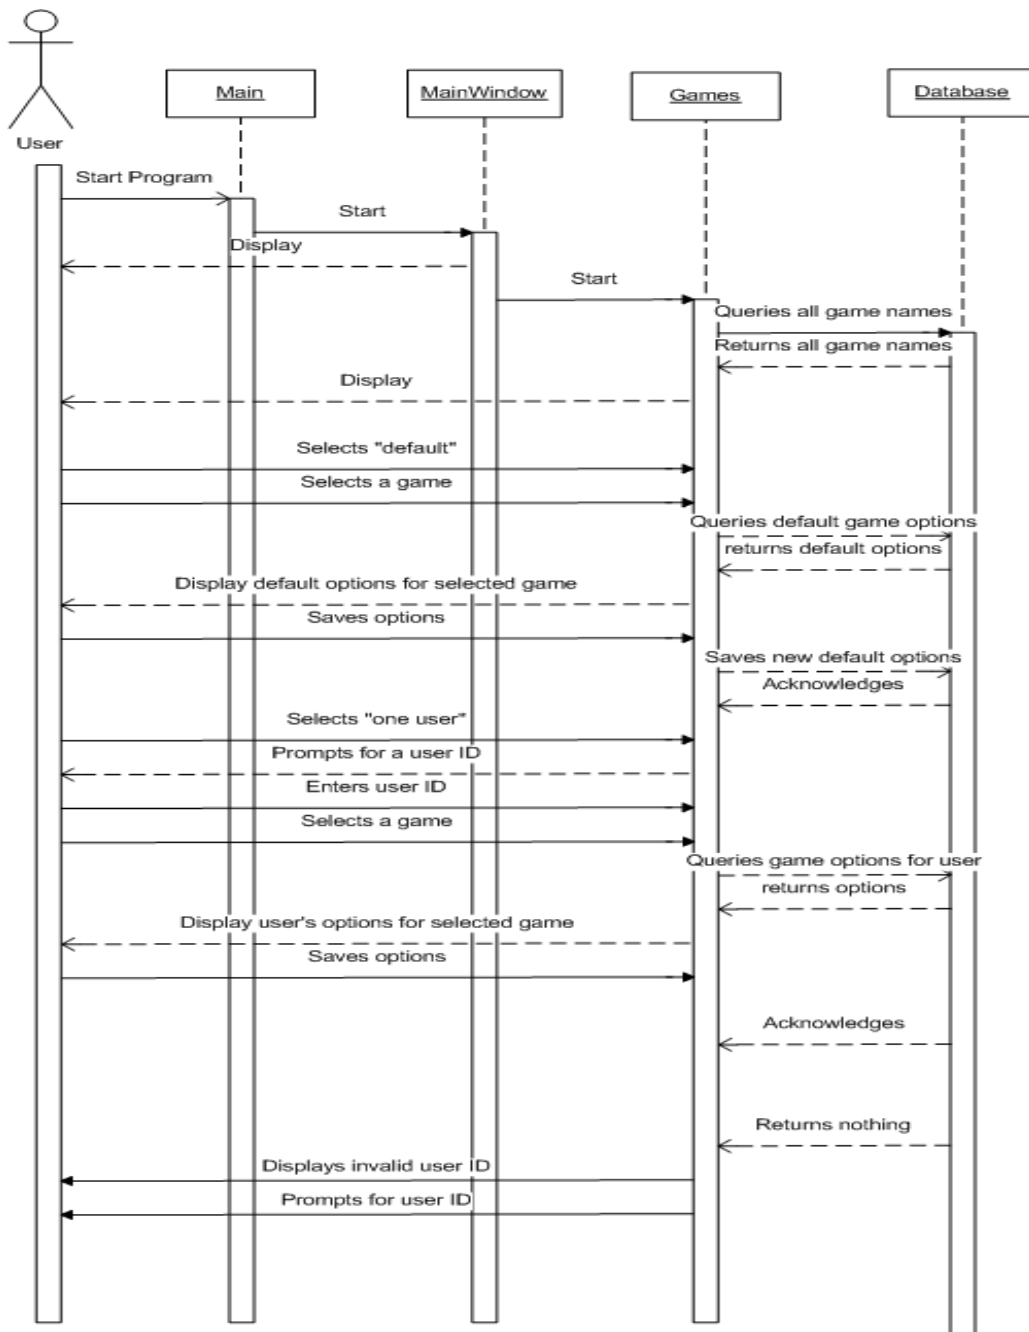 Main
MainWindow
Games
Database
User
Start Program
Start
Display
Start
Queries all game names
Returns all game names
Display
Selects "default"
Selects a game
Queries default game options
returns default options
Display default options for selected game
Saves options
Saves new default options
Acknowledges
Selects "one user"
Prompts for a user ID
Enters user ID
Selects a game
Queries game options for user
returns options
Display user's options for selected game
Saves options
Acknowledges
Returns nothing
Displays invalid user ID
Prompts for user ID